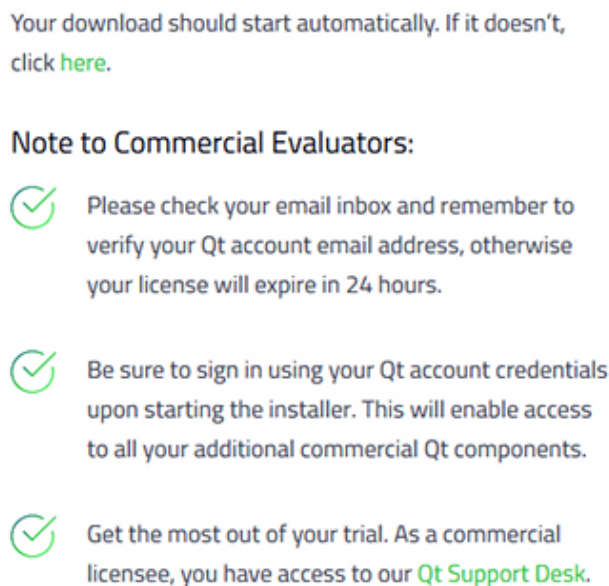 Your download should start automatically. If it doesn't,
click here.
Note to Commercial Evaluators:
Please check your email inbox and remember to
verify your Qt account email address, otherwise
your license will expire in 24 hours.
Be sure to sign in using your Qt account credentials
upon starting the installer. This will enable access
to all your additional commercial Qt components.
Get the most out of your trial. As a commercial
licensee, you have access to our Qt Support Desk.